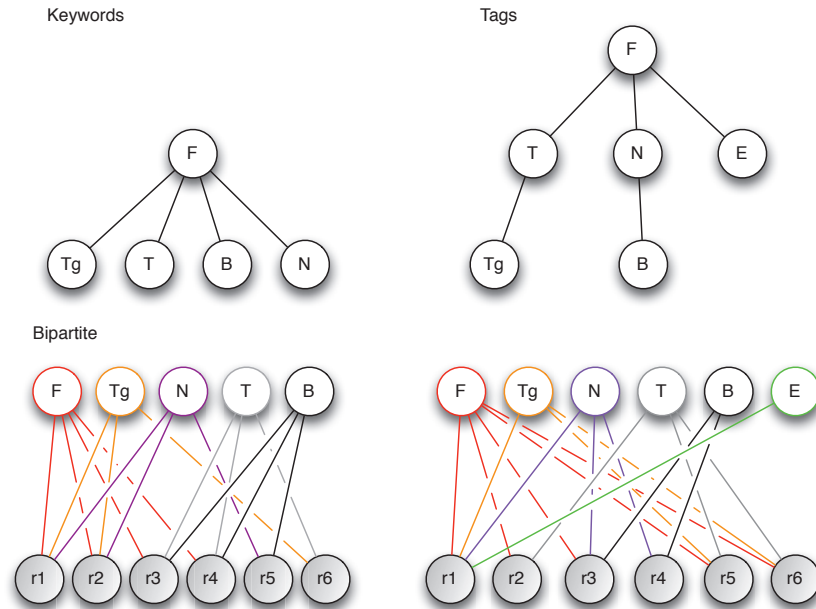 Keywords
Tags
F
F
T
N
E
Tg
T
B
N
Tg
B
Bipartite
F
Tg
N
T
B
F
Tg
N
T
B
E
r1
r2
r3
r4
r5
r6
r1
r2
r3
r4
r5
r6